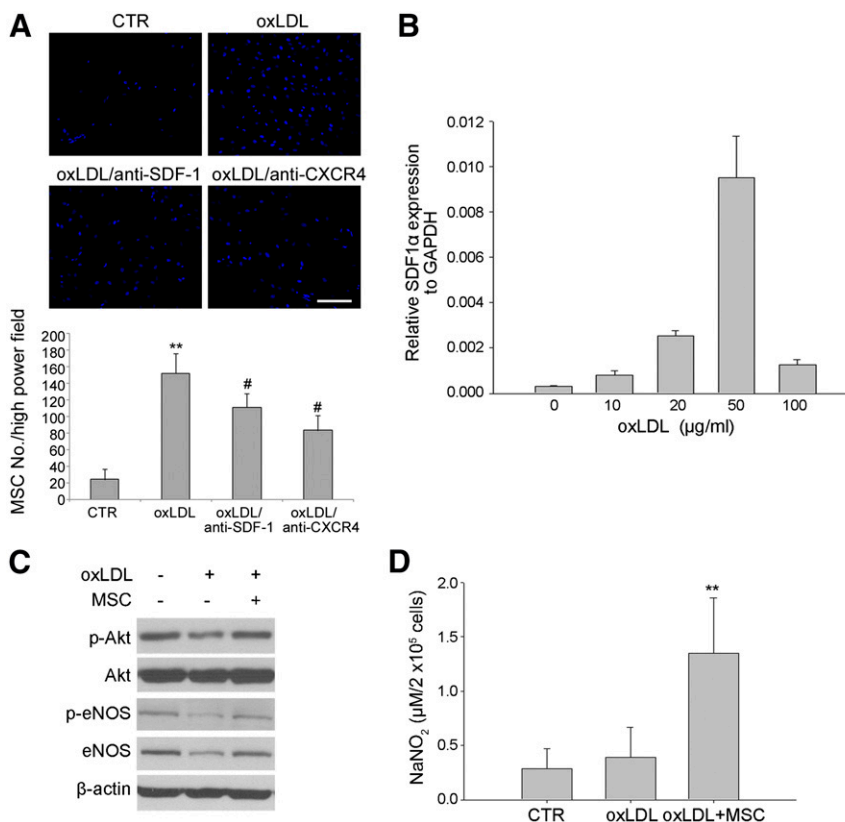 A
CTR
oxLDL
oxLDL/anti-SDF-1
oxLDL/anti-CXCR4
MSC No./high power field
200
180
160
140
120
100
80
60
40
20
0
**
#
#
CTR
oxLDL
oxLDL/
anti-SDF-1
oxLDL/
anti-CXCR4
B
Relative SDF1α expression
to GAPDH
0.012
0.010
0.008
0.006
0.004
0.002
0.000
0
10
20
50
100
oxLDL (μg/ml)
C
oxLDL - + +
MSC - - +
p-Akt
Akt
p-eNOS
eNOS
β-actin
D
NaNO₂ (μM/2 x10⁵ cells)
2.0
1.5
1.0
0.5
0.0
**
CTR
oxLDL
oxLDL+MSC